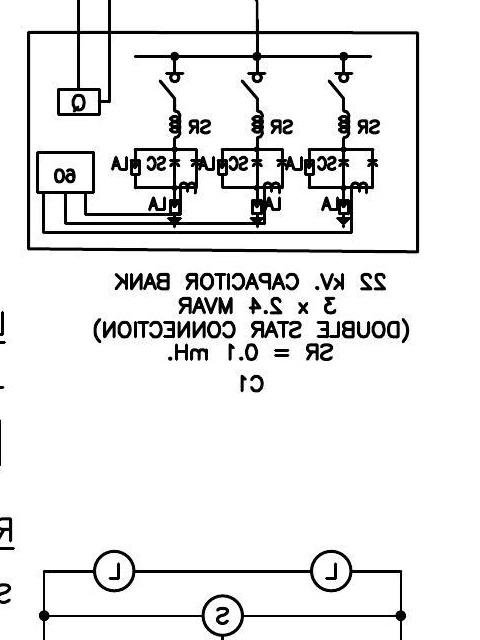 Q
SR SR SR
LA SC LA SC LA SC
60
LA LA LA
22 kV. CAPACITOR BANK
3 x 2.4 MVAR
(DOUBLE STAR CONNECTION)
SR = 0.1 mH.
C1
R
L L
S
S